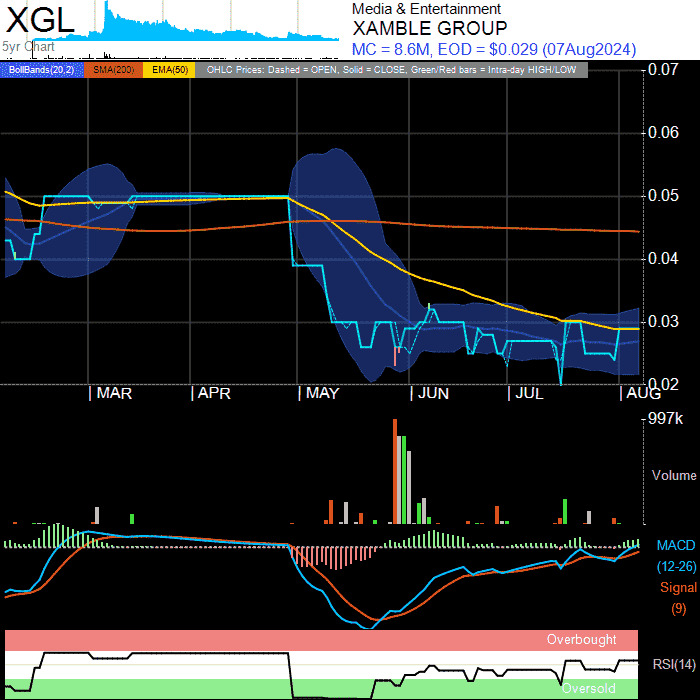 XGL
5yr Chart
Media & Entertainment
XAMBLE GROUP
MC = 8.6M, EOD = $0.029 (07Aug2024)
BollBands(20,2) SMA(200) EMA(50) OHLC Prices: Dashed = OPEN, Solid = CLOSE, Green/Red bars = Intra-day HIGH/LOW
0.07
0.06
0.05
0.04
0.03
0.02
MAR APR MAY JUN JUL AUG
997k
Volume
MACD
(12-26)
Signal
(9)
Overbought
RSI(14)
Oversold